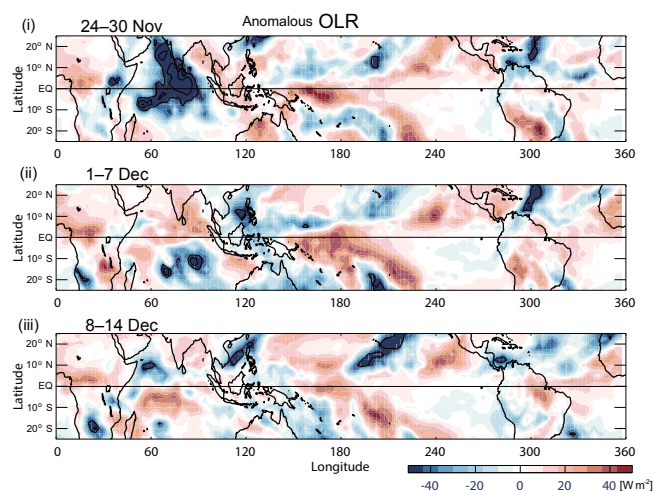 (i)
24–30 Nov
Anomalous OLR
Latitude
20° N
10° N
EQ
10° S
20° S
0 60 120 180 240 300 360
(ii)
1–7 Dec
Latitude
20° N
10° N
EQ
10° S
20° S
0 60 120 180 240 300 360
(iii)
8–14 Dec
Latitude
20° N
10° N
EQ
10° S
20° S
0 60 120 180 240 300 360
Longitude
-40 -20 0 20 40 [W m-2]